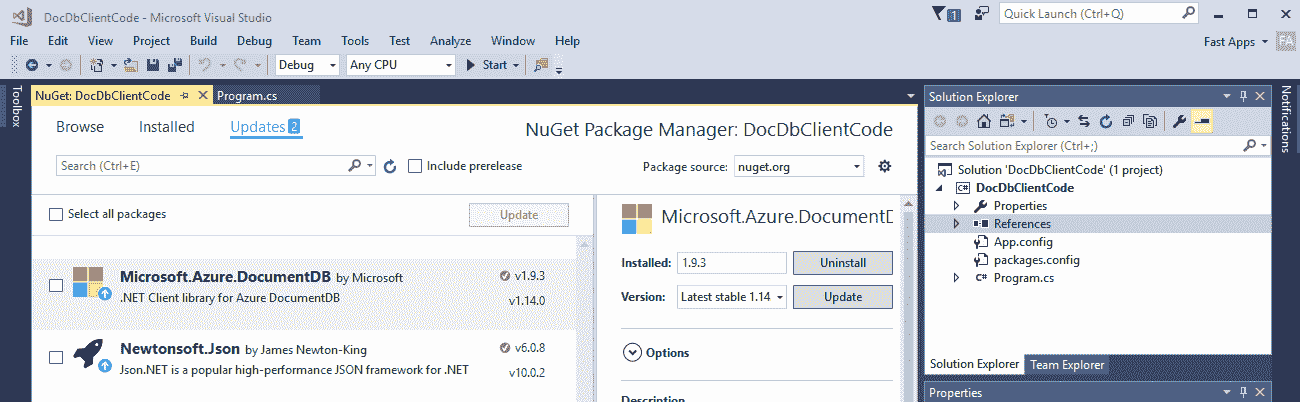 DocDbClientCode - Microsoft Visual Studio
1
Quick Launch (Ctrl+Q)
File Edit View Project Build Debug Team Tools Test Analyze Window Help
Fast Apps FA
Debug Any CPU Start
Toolbox
NuGet: DocDbClientCode Program.cs
Browse Installed Updates 2
NuGet Package Manager: DocDbClientCode
Search (Ctrl+E) Include prerelease Package source: nuget.org
Select all packages Update
Microsoft.Azure.DocumentDB by Microsoft v1.9.3
.NET Client library for Azure DocumentDB v1.14.0
Newtonsoft.Json by James Newton-King v6.0.8
Json.NET is a popular high-performance JSON framework for .NET v10.0.2
Microsoft.Azure.DocumentD
Installed: 1.9.3 Uninstall
Version: Latest stable 1.14 Update
Options
Description
Solution Explorer
Search Solution Explorer (Ctrl+;)
Solution 'DocDbClientCode' (1 project)
C# DocDbClientCode
Properties
References
App.config
packages.config
C# Program.cs
Solution Explorer Team Explorer
Properties
Notifications